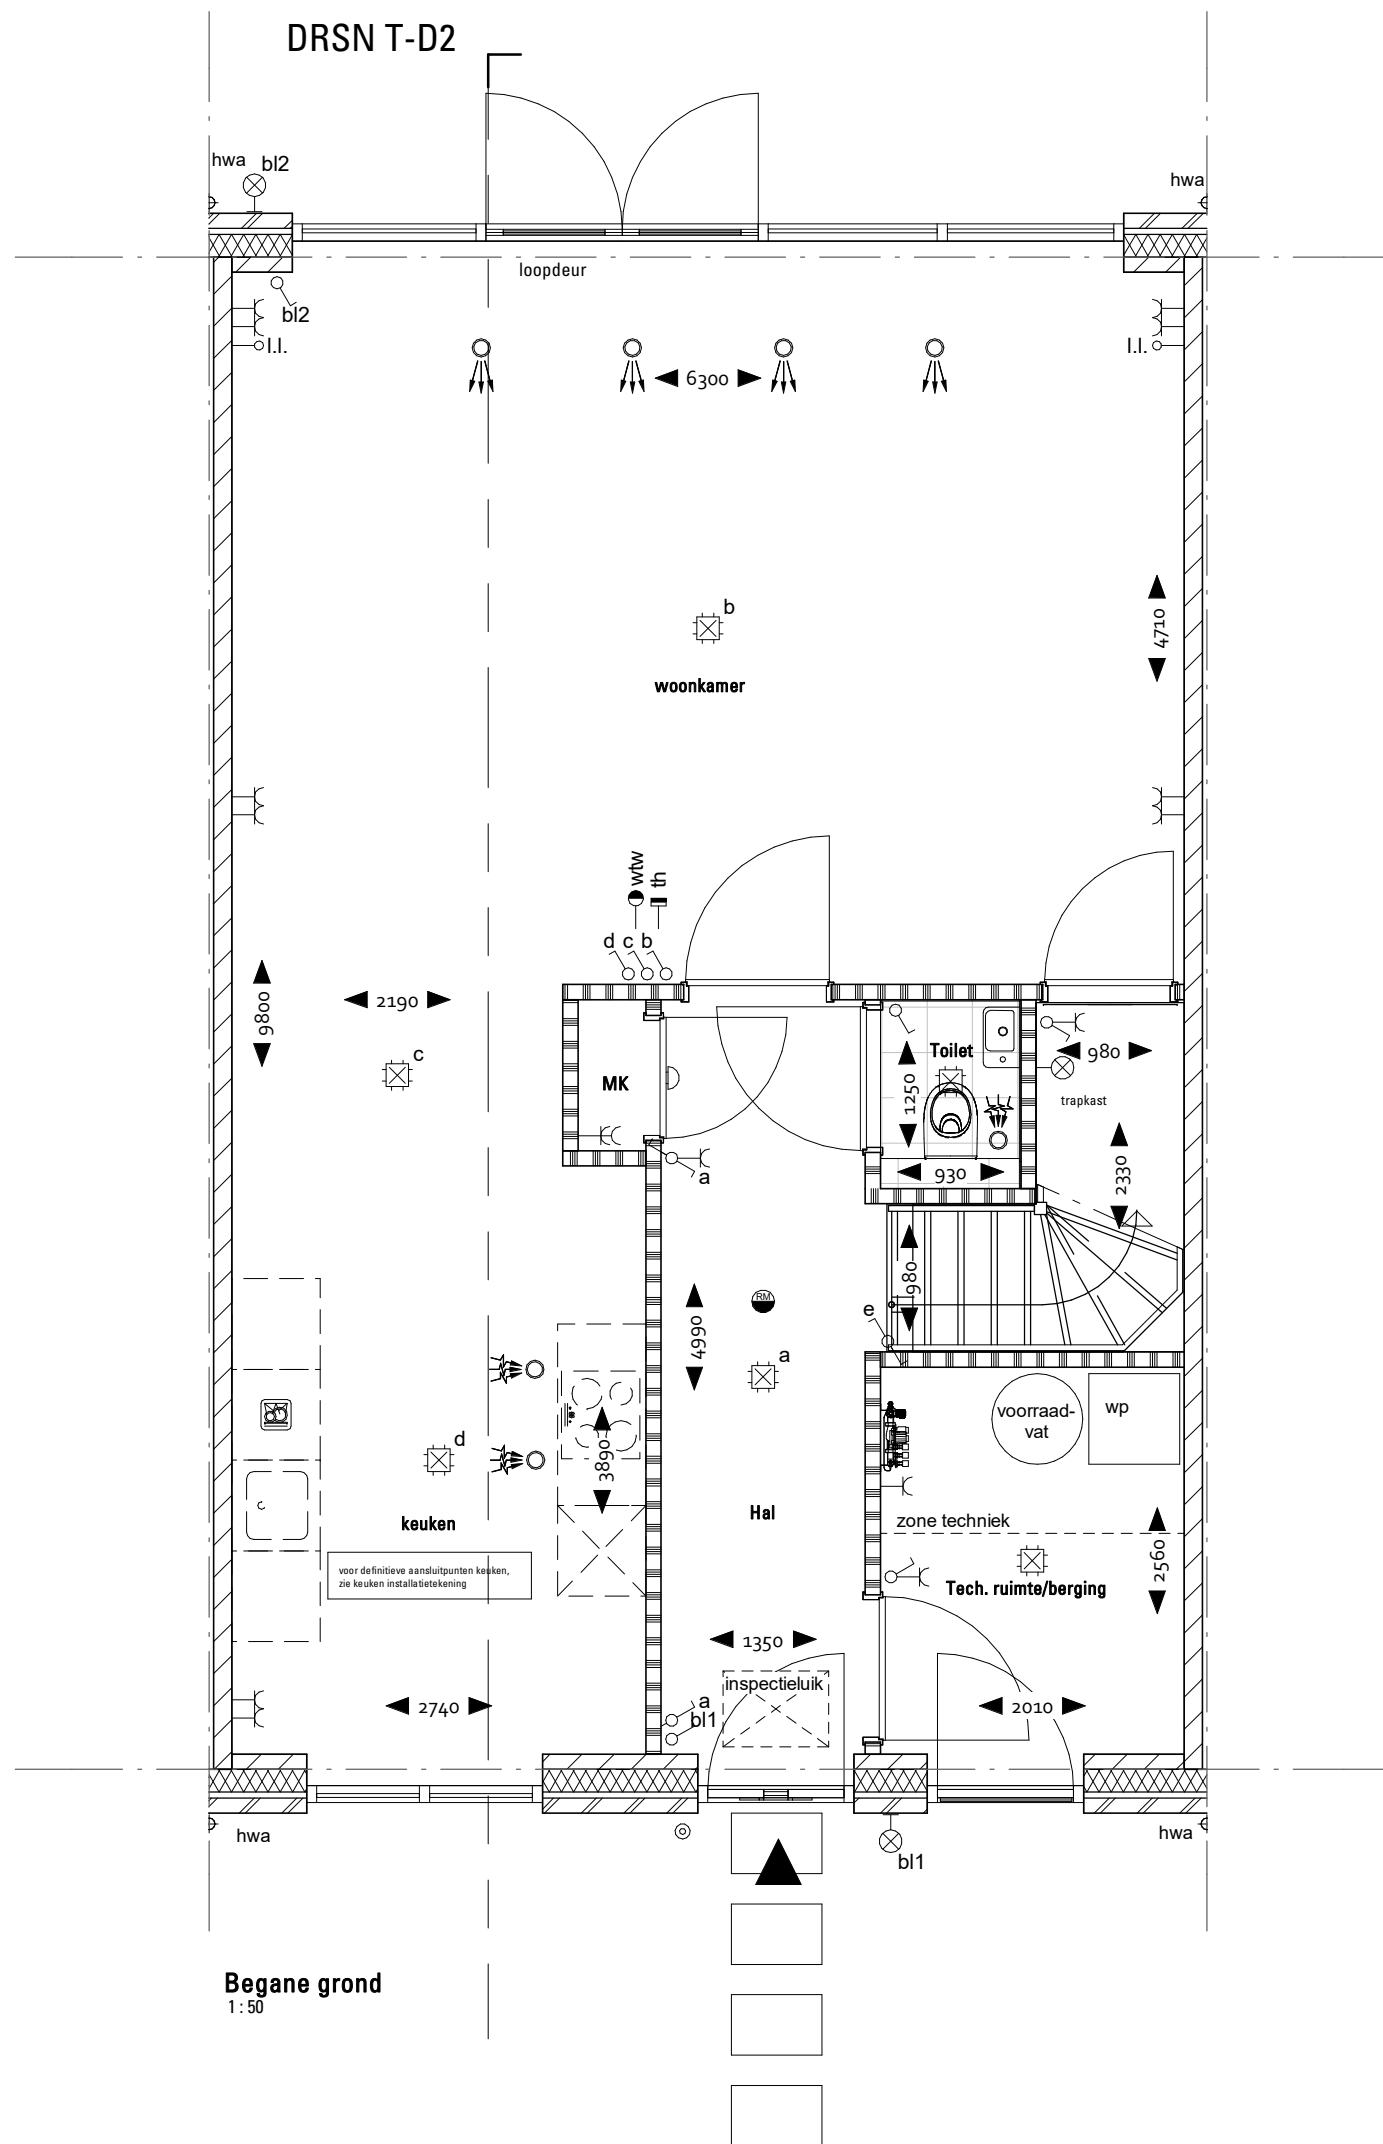 DRSN T-D2
hwa
bl2
hwa
loopdeur
bl2
l.l.
l.l.
6300
b
4710
woonkamer
wtw
th
d c b
9800
2190
c
MK
Toilet
1250
930
980
trapkast
2330
a
980
e
RM
4990
a
voorraad-
vat
wp
d
3890
keuken
Hal
zone techniek
voor definitieve aansluitpunten keuken,
zie keuken installatietekening
2560
Tech. ruimte/berging
1350
inspectieluik
a
bl1
2740
2010
hwa
hwa
bl1
Begane grond
1 : 50